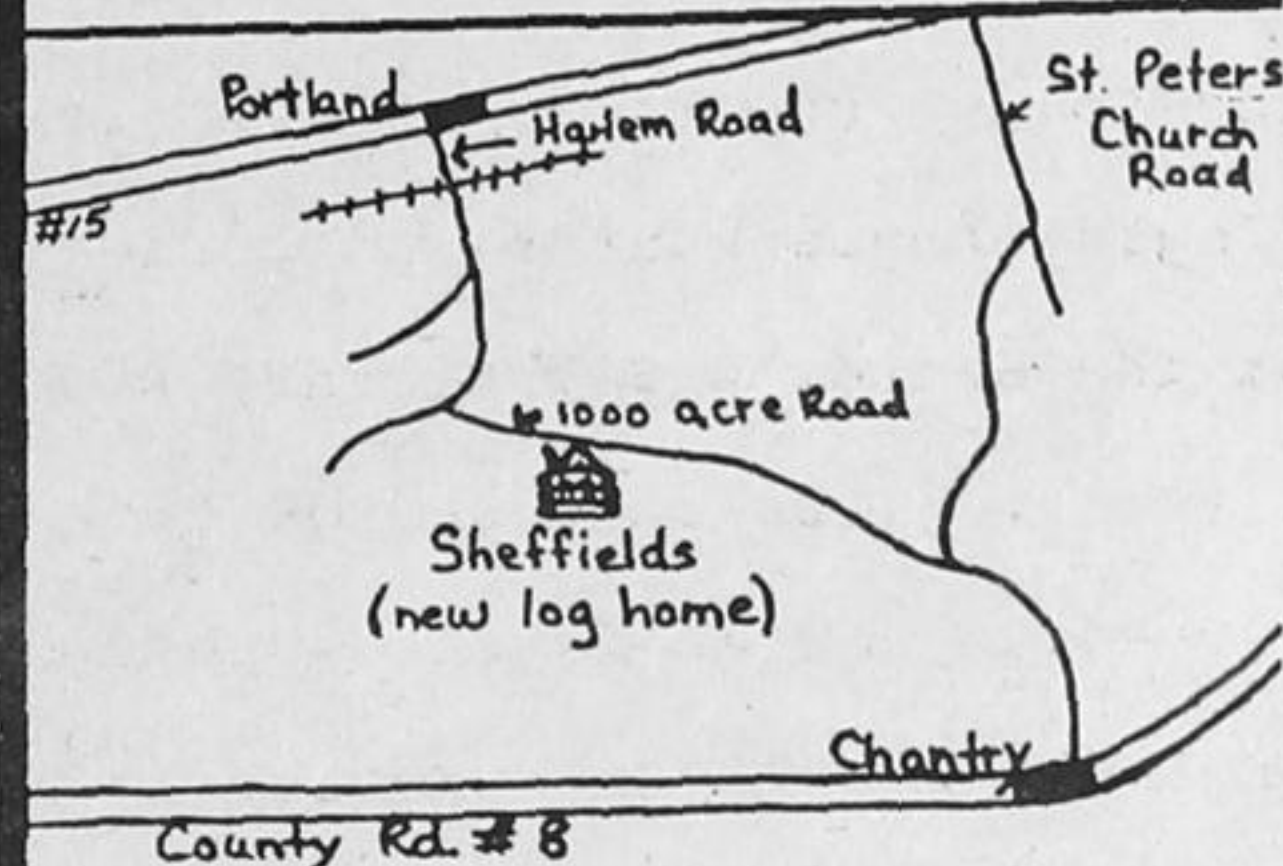 Portland
Harlem Road
St. Peters
Church
Road
#15
1000 acre Road
Sheffields
(new log home)
Chantry
County Rd. # 8